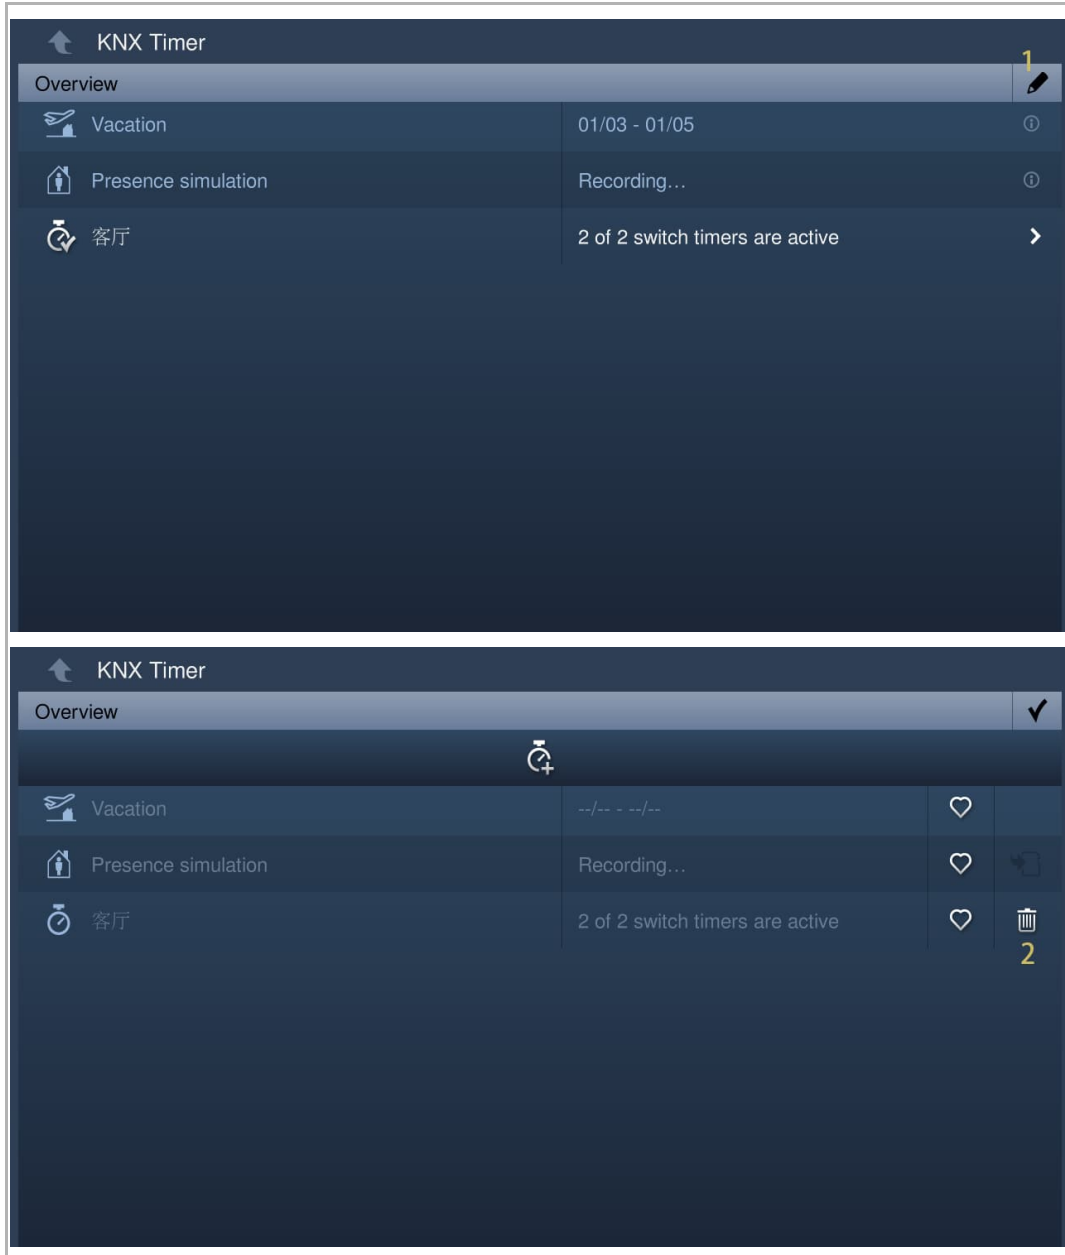 KNX Timer
1
Overview
Vacation 01/03 - 01/05
Presence simulation Recording...
客厅 2 of 2 switch timers are active
KNX Timer
Overview
Vacation --/-- - --/--
Presence simulation Recording...
客厅 2 of 2 switch timers are active
2